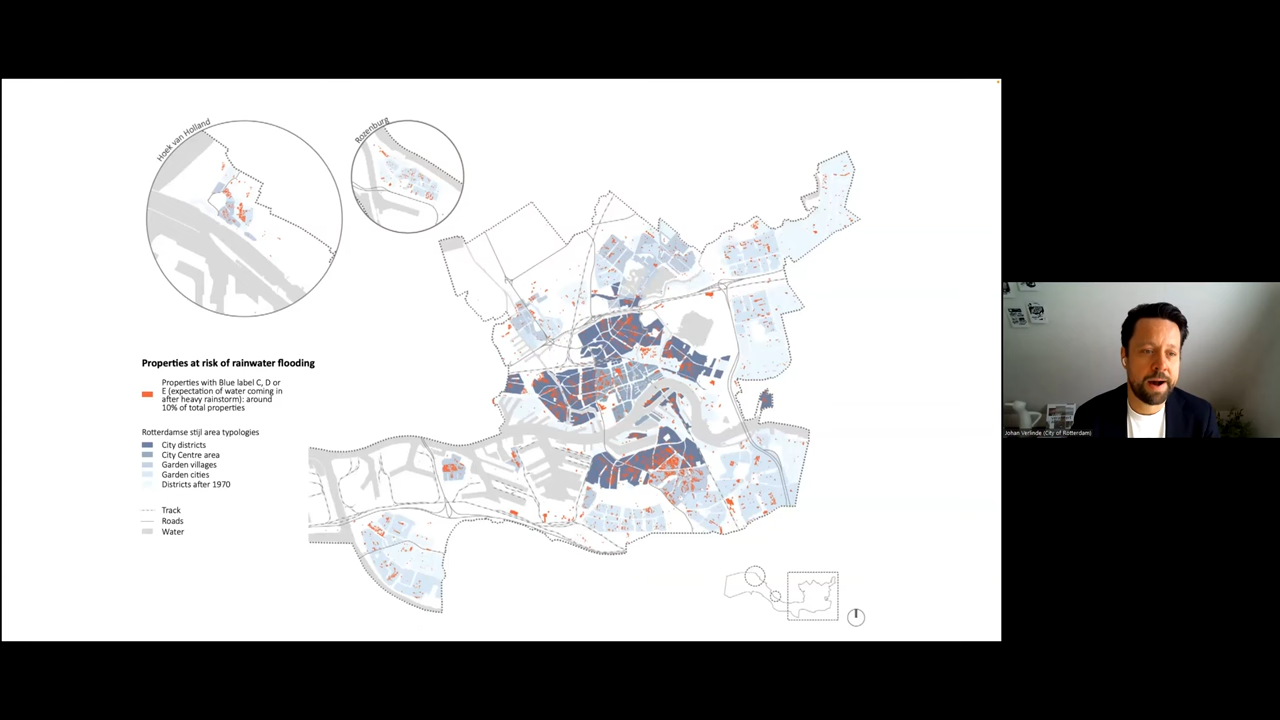 Hoek van Holland
Rozenburg
Properties at risk of rainwater flooding
Properties with Blue label C, D or
E (expectation of water coming in
after heavy rainstorm): around
10% of total properties
Rotterdamse stijl area typologies
City districts
City Centre area
Garden villages
Garden cities
Districts after 1970
Track
Roads
Water
Johan Verlinde (City of Rotterdam)